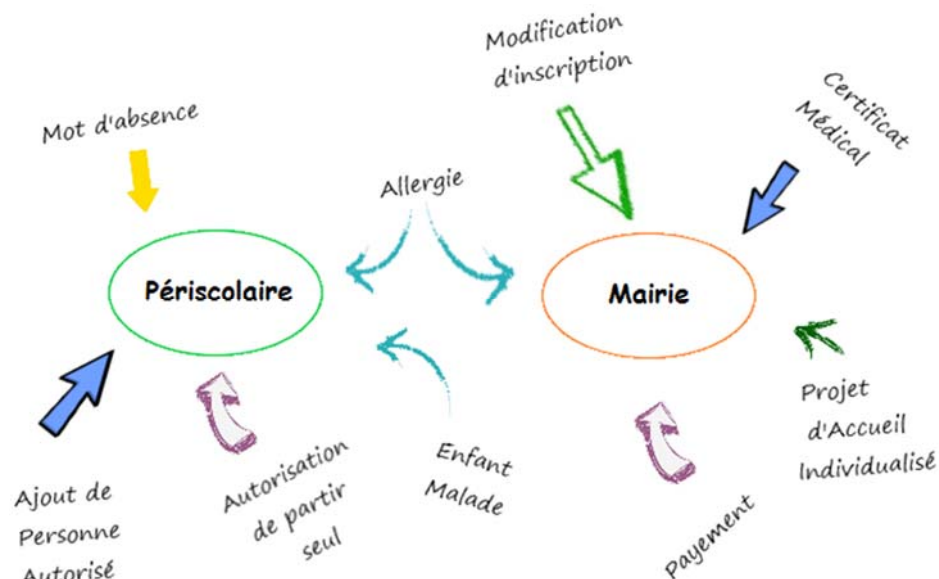 Modification
d'inscription
Mot d'absence
Certificat
Médical
Allergie
Périscolaire
Mairie
Projet
d'Accueil
Individualisé
Ajout de
Personne
Autorisé
Autorisation
de partir
seul
Enfant
Malade
Payement